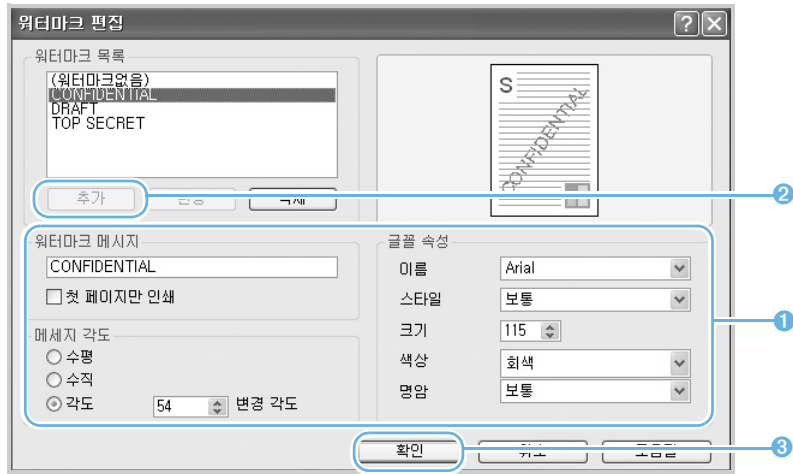 워터마크 편집
워터마크 목록
(워터마크없음)
CONFIDENTIAL
DRAFT
TOP SECRET
추가
S
CONFIDENTIAL
2
워터마크 메시지
CONFIDENTIAL
첫 페이지만 인쇄
메세지 각도
수평
수직
각도 54 변경 각도
글꼴 속성
이름 Arial
스타일 보통
크기 115
색상 회색
명암 보통
1
확인
3